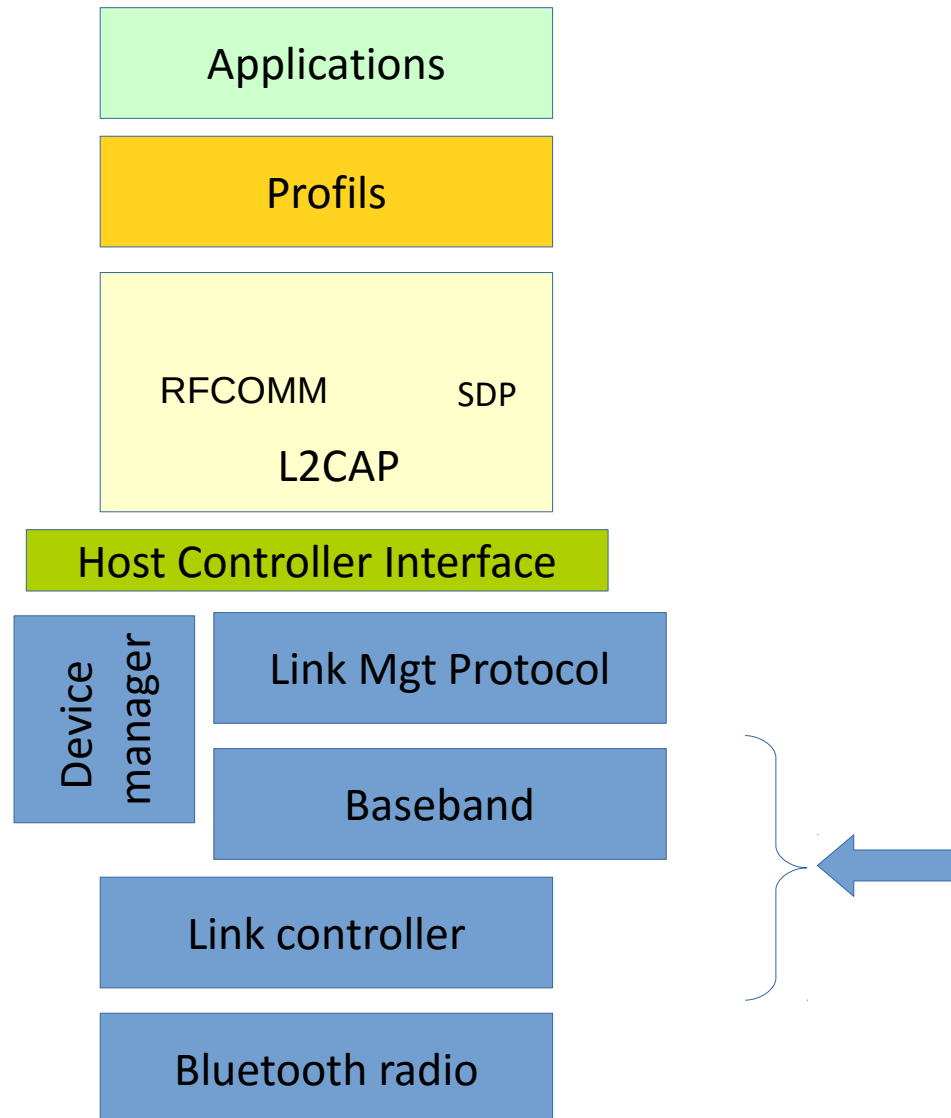 Applications
Profils
RFCOMM
SDP
L2CAP
Host Controller Interface
Device
manager
Link Mgt Protocol
Baseband
Link controller
Bluetooth radio